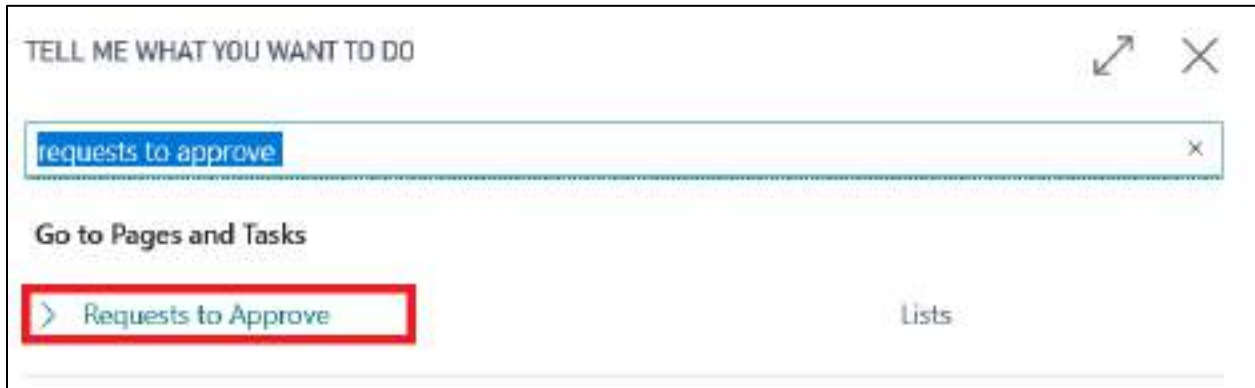 TELL ME WHAT YOU WANT TO DO
requests to approve
Go to Pages and Tasks
Requests to Approve Lists